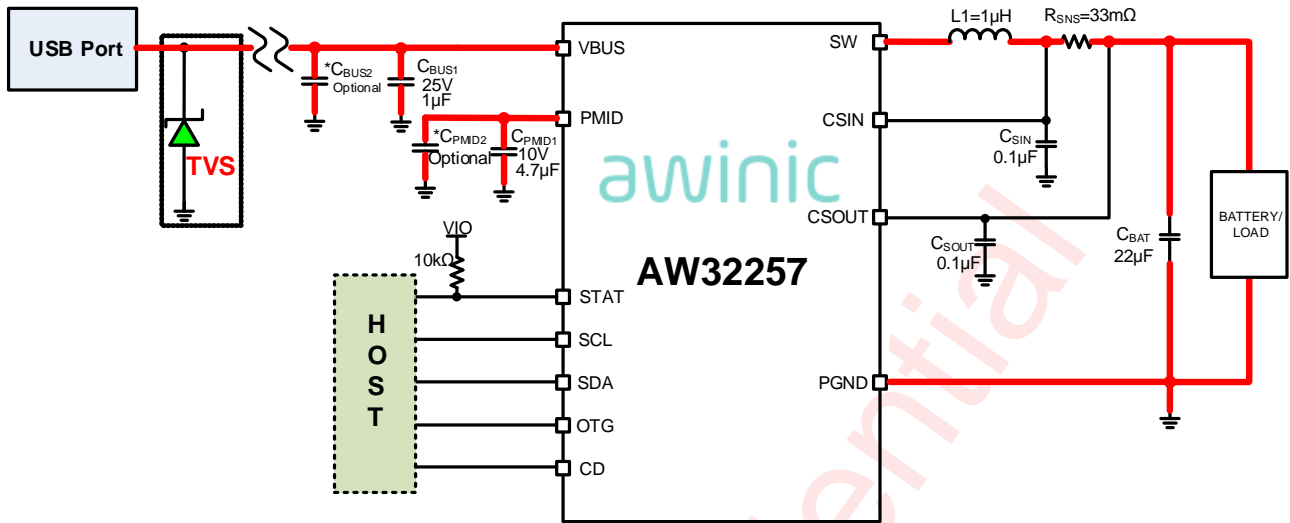 USB Port
TVS
*CBUS2
Optional
CBUS1
25V
1µF
*CPMID2
Optional
CPMID1
10V
4.7µF
VIO
10kΩ
HOST
VBUS
PMID
STAT
SCL
SDA
OTG
CD
awinic
AW32257
SW
CSIN
CSOUT
PGND
L1=1µH
RSNS=33mΩ
CSIN
0.1µF
CSOUT
0.1µF
CBAT
22µF
BATTERY/
LOAD
ential